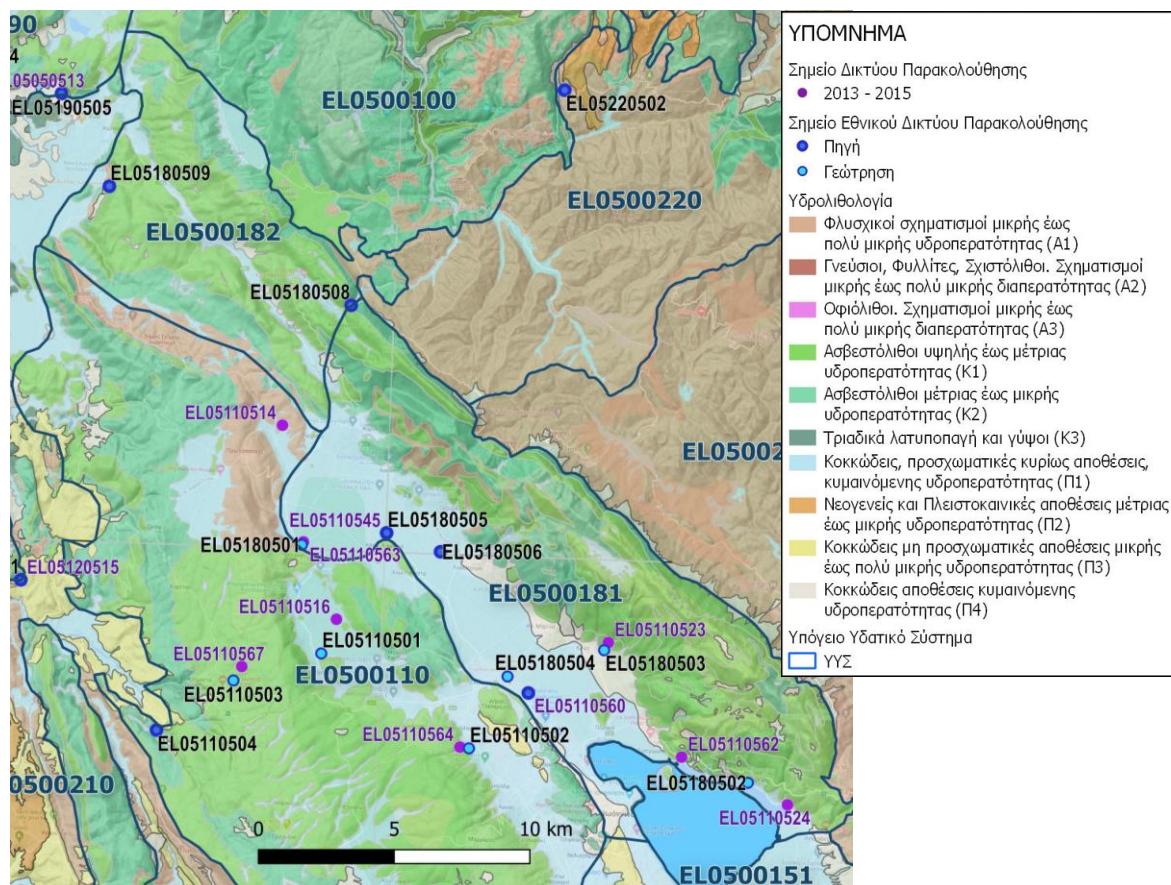 90
4
L05050513
EL05190505
EL0500100
EL05220502
EL05180509
EL0500182
EL0500220
EL05180508
EL05110514
EL050022
EL05110545
EL05180505
EL05180501
EL05110563
EL05180506
1
EL05120515
EL0500181
EL05110516
EL05110523
EL05110501
EL05180504
EL05180503
EL05110567
EL0500110
EL05110503
EL05110560
EL05110504
EL05110564
EL05110502
EL05110562
EL05180502
L0500210
EL05110524
0 5 10 km
EL0500151
ΥΠΟΜΝΗΜΑ
Σημείο Δικτύου Παρακολούθησης
2013 - 2015
Σημείο Εθνικού Δικτύου Παρακολούθησης
Πηγή
Γεώτρηση
Υδρολιθολογία
Φλυσχικοί σχηματισμοί μικρής έως
πολύ μικρής υδροπερατότητας (Α1)
Γνεύσιοι, Φυλλίτες, Σχιστόλιθοι. Σχηματισμοί
μικρής έως πολύ μικρής διαπερατότητας (Α2)
Οφιόλιθοι. Σχηματισμοί μικρής έως
πολύ μικρής διαπερατότητας (Α3)
Ασβεστόλιθοι υψηλής έως μέτριας
υδροπερατότητας (Κ1)
Ασβεστόλιθοι μέτριας έως μικρής
υδροπερατότητας (Κ2)
Τριαδικά λατυποπαγή και γύψοι (Κ3)
Κοκκώδεις, προσχωματικές κυρίως αποθέσεις,
κυμαινόμενης υδροπερατότητας (Π1)
Νεογενείς και Πλειστοκαινικές αποθέσεις μέτριας
έως μικρής υδροπερατότητας (Π2)
Κοκκώδεις μη προσχωματικές αποθέσεις μικρής
έως πολύ μικρής υδροπερατότητας (Π3)
Κοκκώδεις αποθέσεις κυμαινόμενης
υδροπερατότητας (Π4)
Υπόγειο Υδατικό Σύστημα
ΥΥΣ